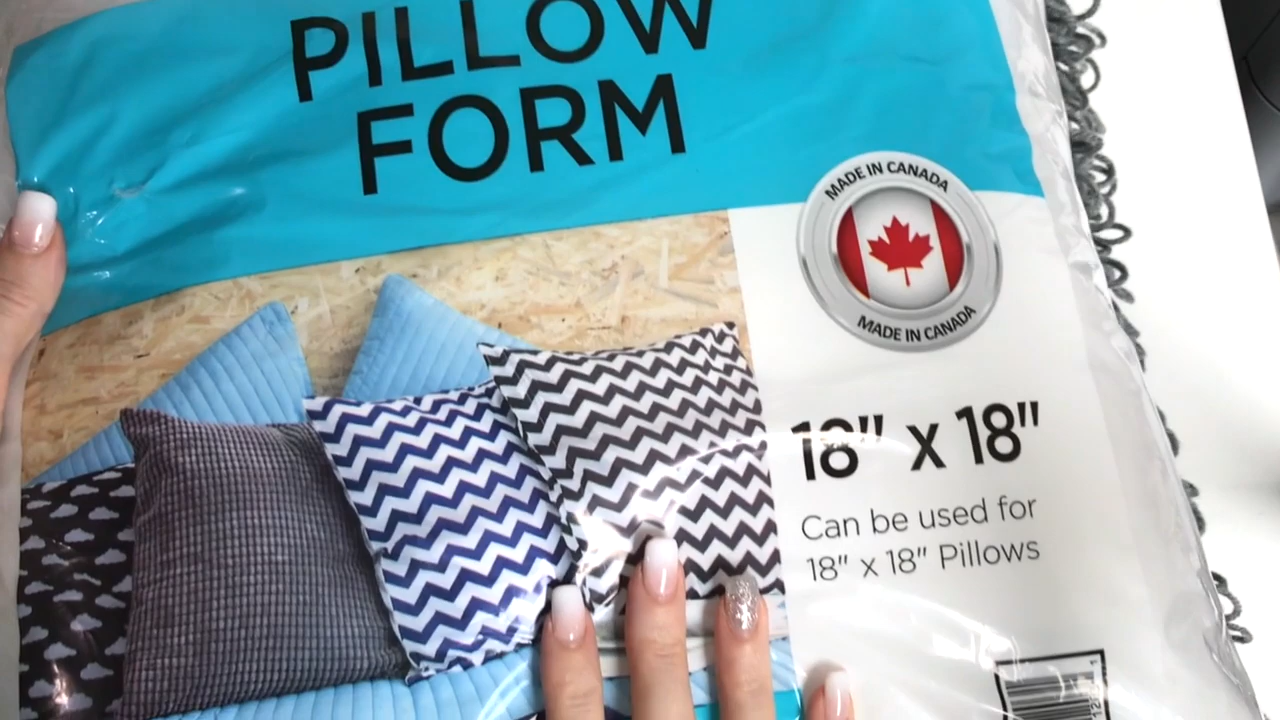 PILLOW
FORM
MADE IN CANADA
MADE IN CANADA
18" x 18"
Can be used for
18" x 18" Pillows